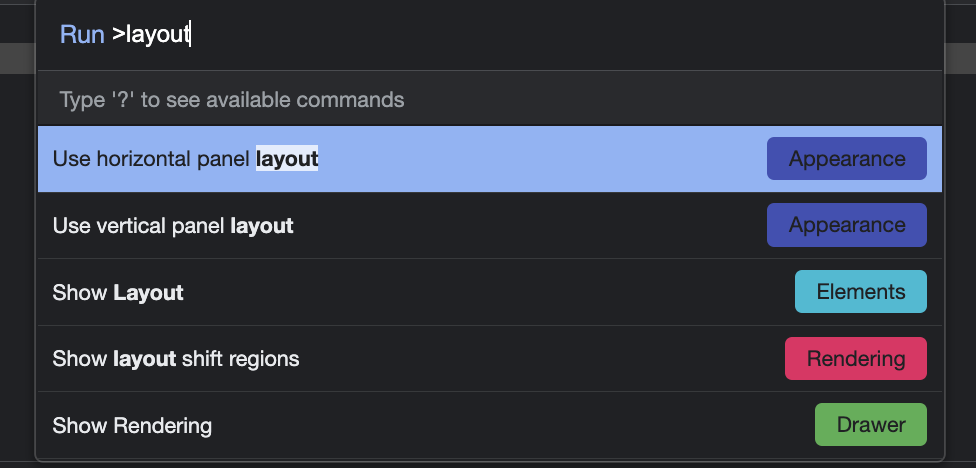 Run >layout
Type '?' to see available commands
Use horizontal panel layout Appearance
Use vertical panel layout Appearance
Show Layout Elements
Show layout shift regions Rendering
Show Rendering Drawer